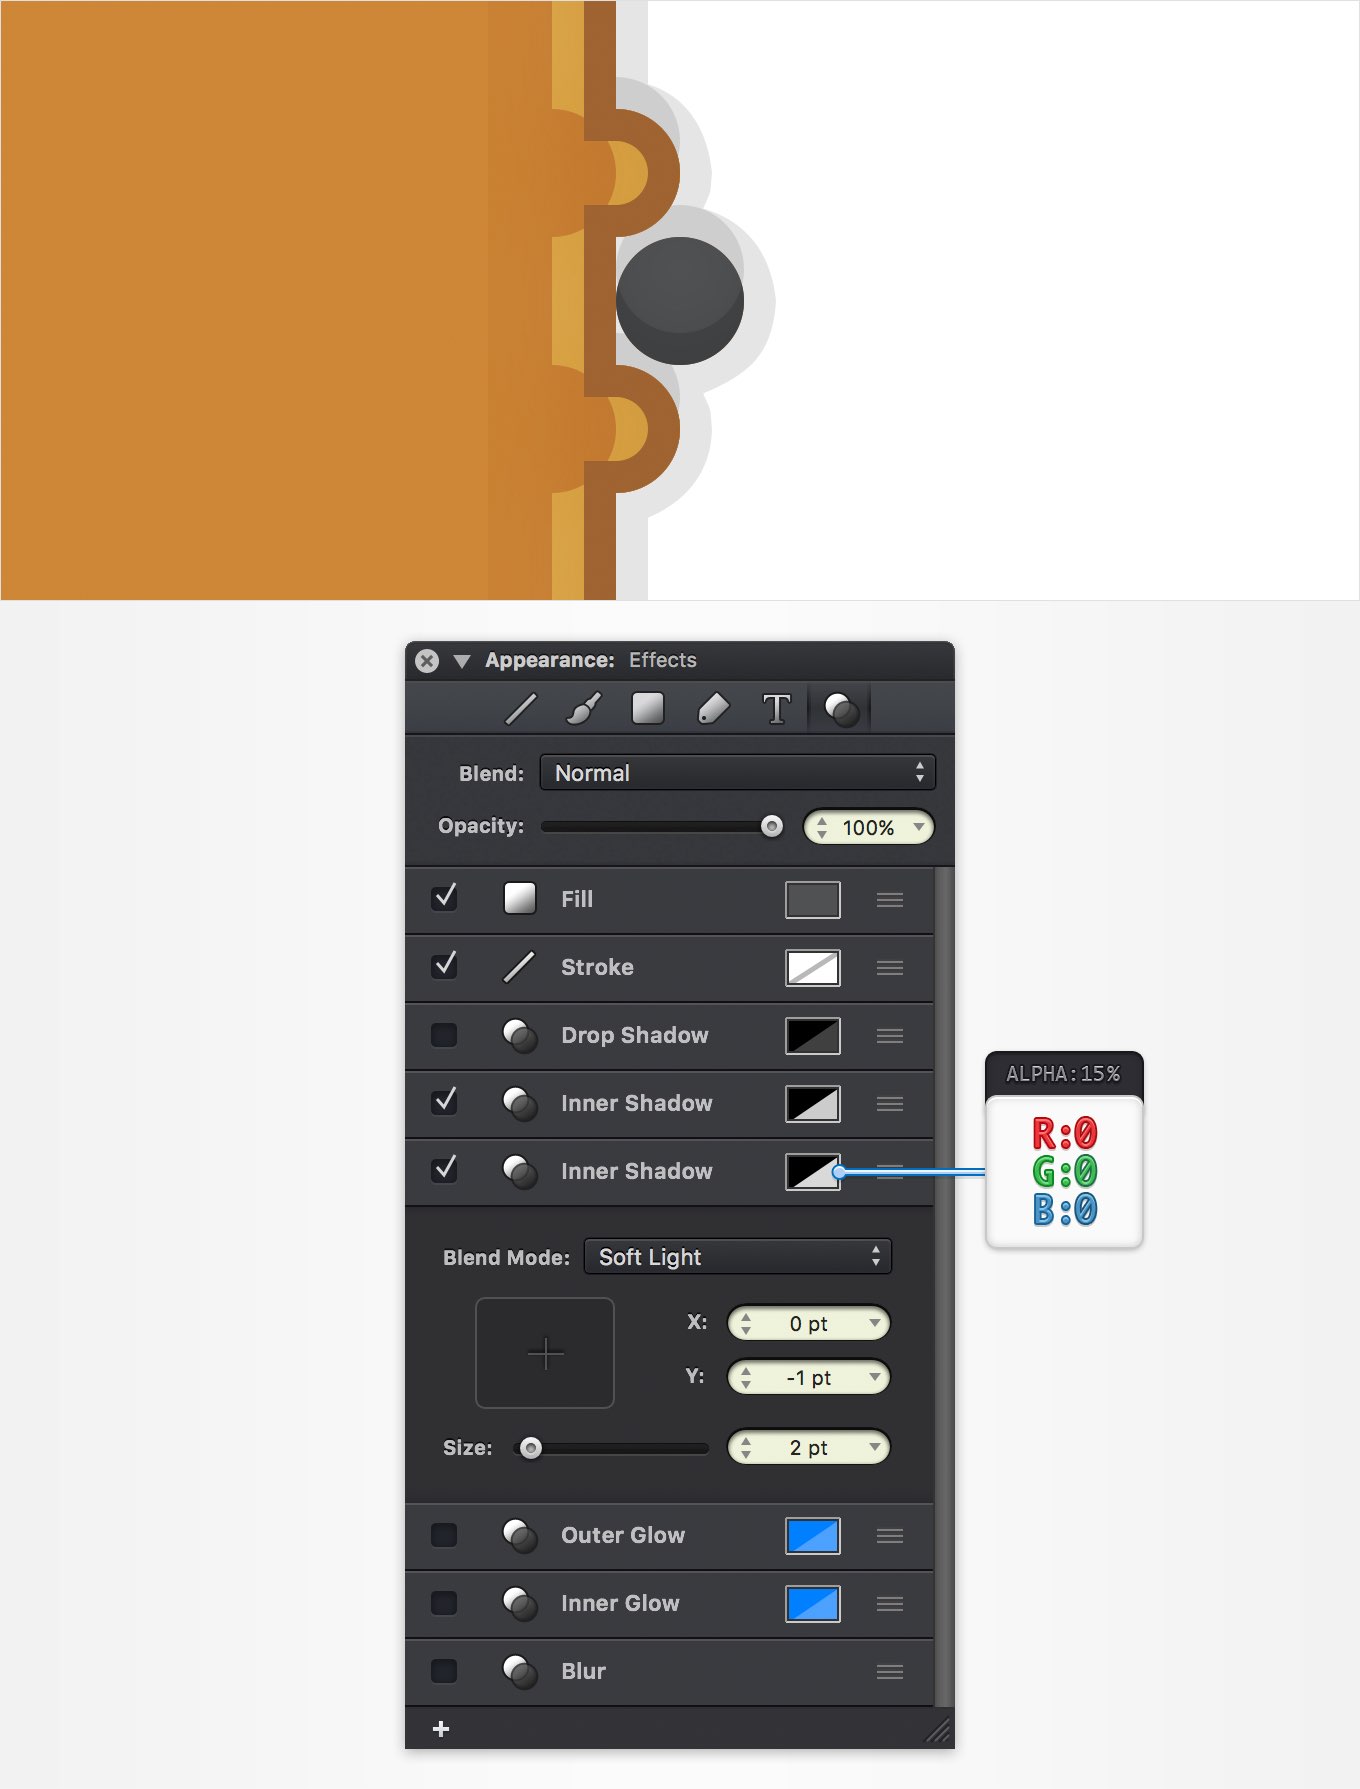 Appearance: Effects
T
Blend: Normal
Opacity: 100%
Fill
Stroke
Drop Shadow
Inner Shadow
Inner Shadow
ALPHA:15%
R:0
G:0
B:0
Blend Mode: Soft Light
X: 0 pt
Y: -1 pt
Size: 2 pt
Outer Glow
Inner Glow
Blur
+